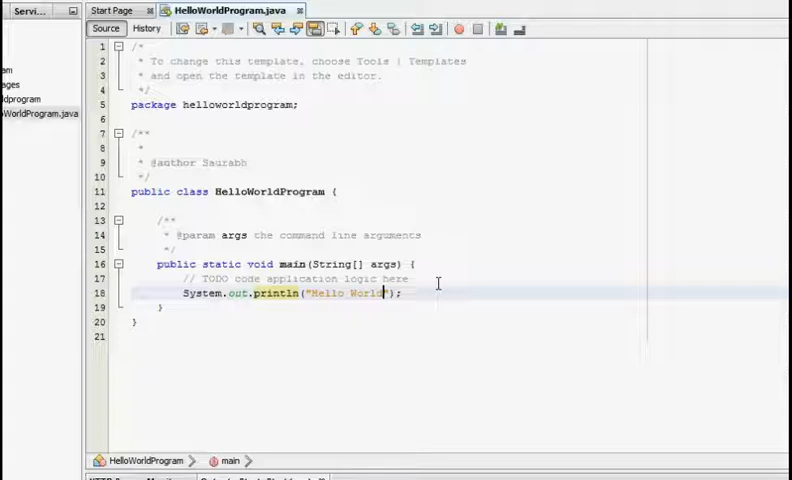 Servi...
Start Page
HelloWorldProgram.java
Source
History
1 /*
2 * To change this template, choose Tools | Templates
3 * and open the template in the editor.
4 */
5 package helloworldprogram;
6
7 /**
8 *
9 * @author Saurabh
10 */
11 public class HelloWorldProgram {
12
13 /**
14 * @param args the command line arguments
15 */
16 public static void main(String[] args) {
17 // TODO code application logic here
18 System.out.println("Hello World");
19 }
20 }
21
am
ages
ldprogram
oWorldProgram.java
HelloWorldProgram
main